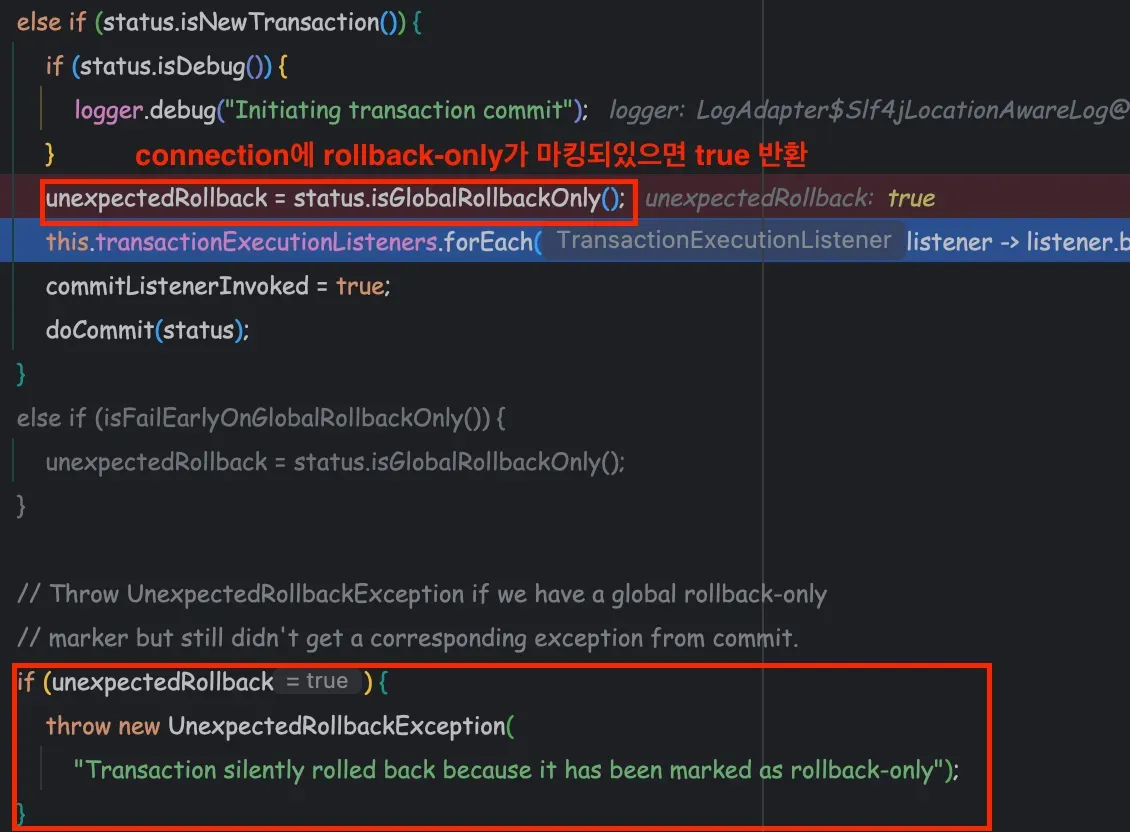 else if (status.isNewTransaction()) {
if (status.isDebug()) {
logger.debug("Initiating transaction commit"); logger: LogAdapter$Slf4jLocationAwareLog@
} connection에 rollback-only가 마킹되있으면 true 반환
unexpectedRollback = status.isGlobalRollbackOnly(); unexpectedRollback: true
this.transactionExecutionListeners.forEach( TransactionExecutionListener listener -> listener.b
commitListenerInvoked = true;
doCommit(status);
}
else if (isFailEarlyOnGlobalRollbackOnly()) {
unexpectedRollback = status.isGlobalRollbackOnly();
}
// Throw UnexpectedRollbackException if we have a global rollback-only
// marker but still didn't get a corresponding exception from commit.
if (unexpectedRollback = true ) {
throw new UnexpectedRollbackException(
"Transaction silently rolled back because it has been marked as rollback-only");
}